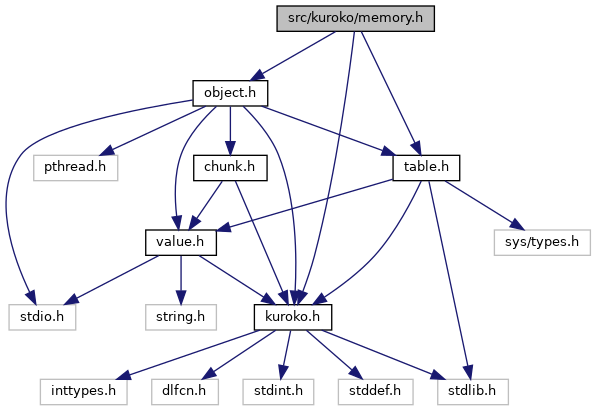 src/kuroko/memory.h
object.h
pthread.h
chunk.h
table.h
value.h
sys/types.h
stdio.h
string.h
kuroko.h
inttypes.h
dlfcn.h
stdint.h
stddef.h
stdlib.h